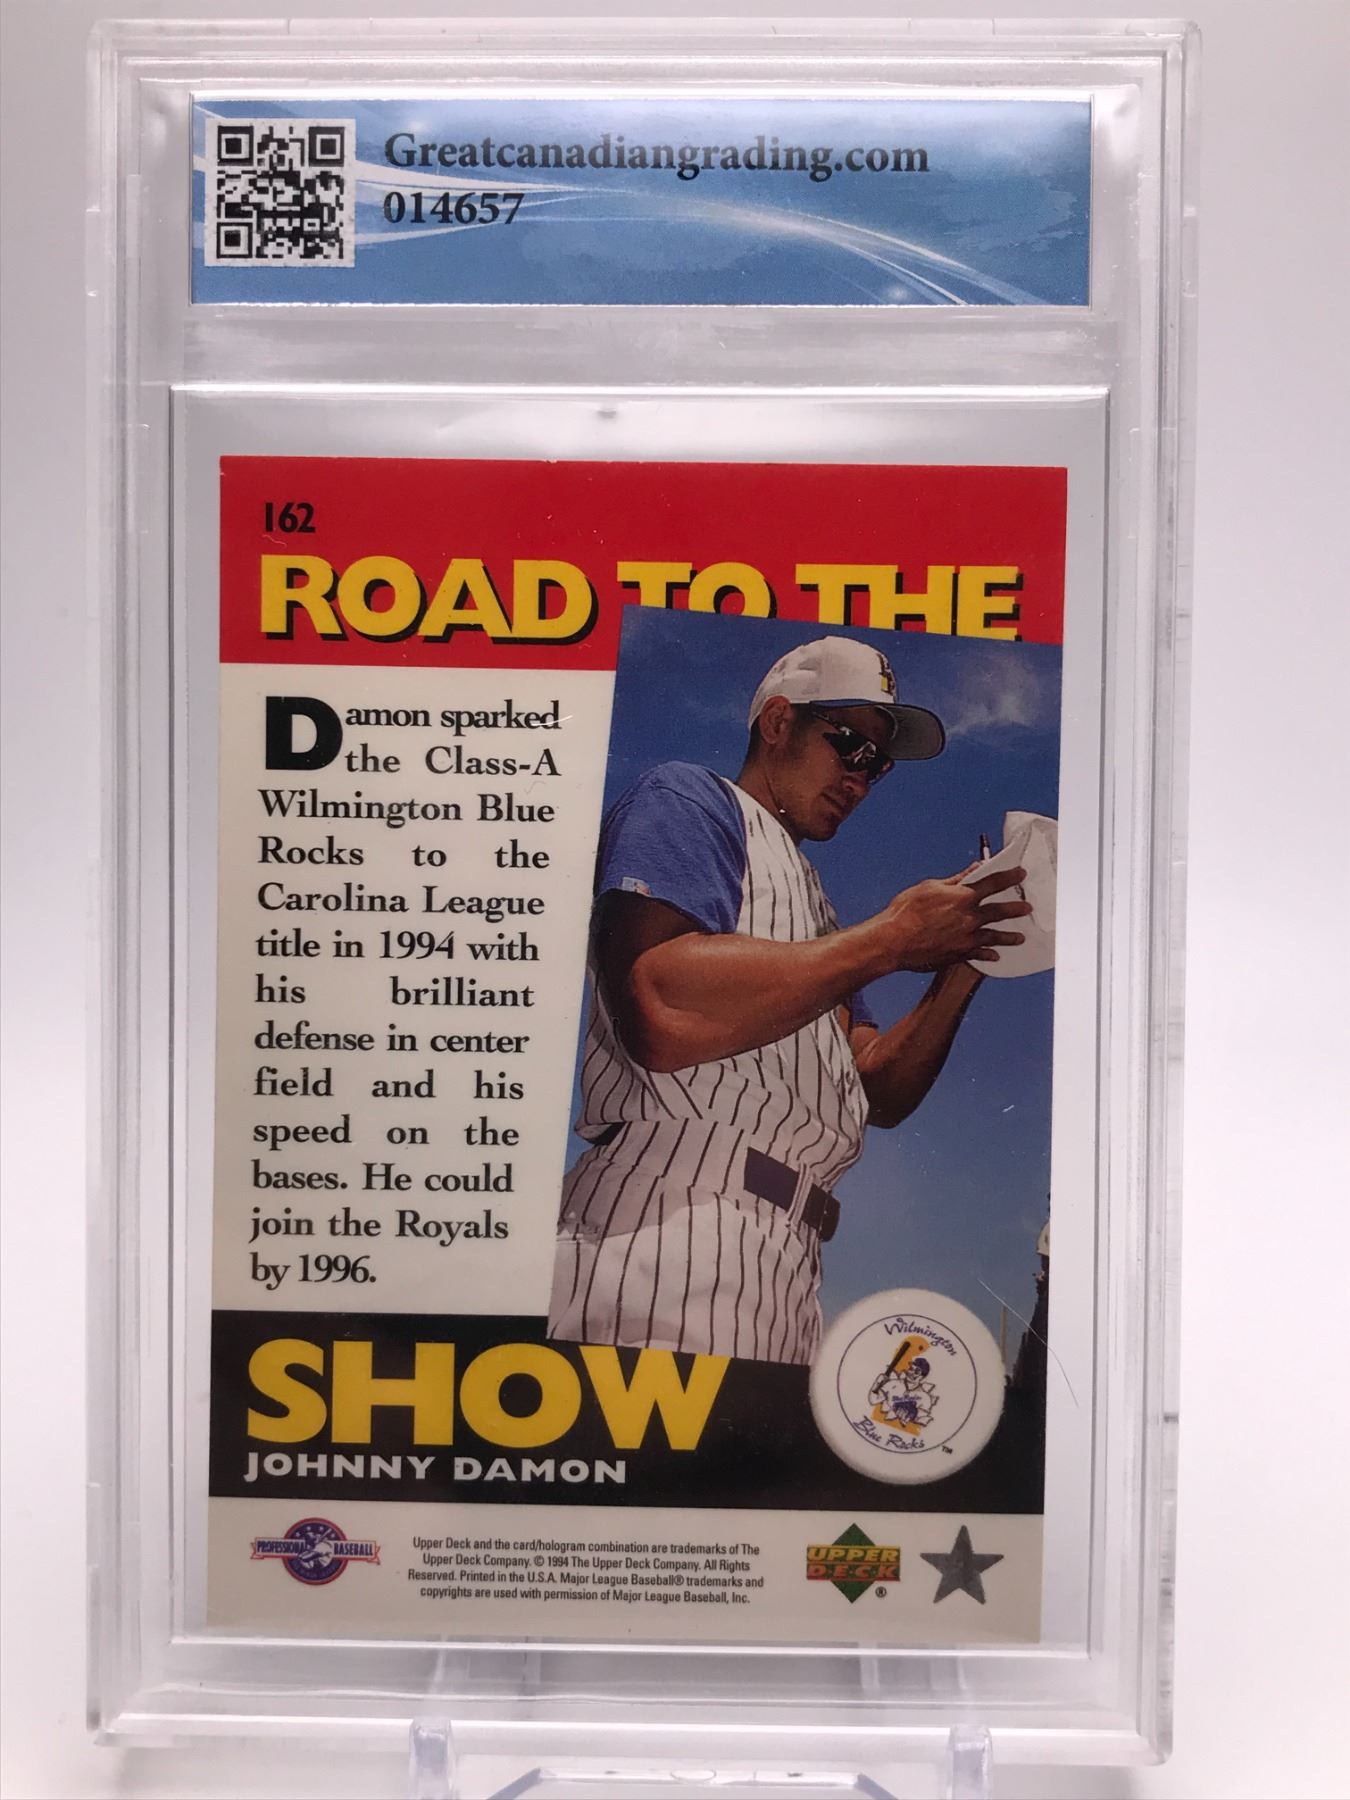 Greatcanadiangrading.com
014657
162
ROAD TO THE
Damon sparked
the Class-A
Wilmington Blue
Rocks to the
Carolina League
title in 1994 with
his brilliant
defense in center
field and his
speed on the
bases. He could
join the Royals
by 1996.
SHOW
JOHNNY DAMON
Wilmington
Blue Rocks
TM
PROFESSIONAL BASEBALL
Upper Deck and the card/hologram combination are trademarks of The
Upper Deck Company. © 1994 The Upper Deck Company. All Rights
Reserved. Printed in the U.S.A. Major League Baseball® trademarks and
copyrights are used with permission of Major League Baseball, Inc.
UPPER
D·E·C·K
®